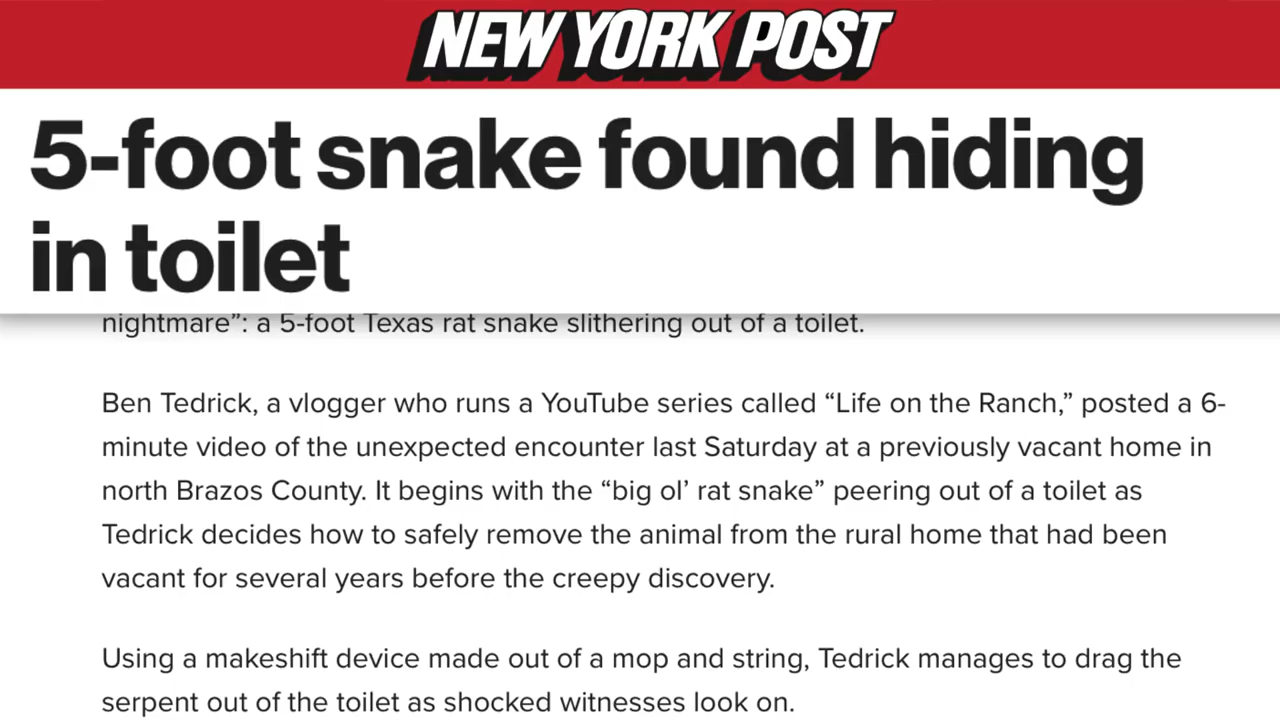 NEW YORK POST
5-foot snake found hiding
in toilet
nightmare”: a 5-foot Texas rat snake slithering out of a toilet.
Ben Tedrick, a vlogger who runs a YouTube series called “Life on the Ranch,” posted a 6-
minute video of the unexpected encounter last Saturday at a previously vacant home in
north Brazos County. It begins with the “big ol’ rat snake” peering out of a toilet as
Tedrick decides how to safely remove the animal from the rural home that had been
vacant for several years before the creepy discovery.
Using a makeshift device made out of a mop and string, Tedrick manages to drag the
serpent out of the toilet as shocked witnesses look on.